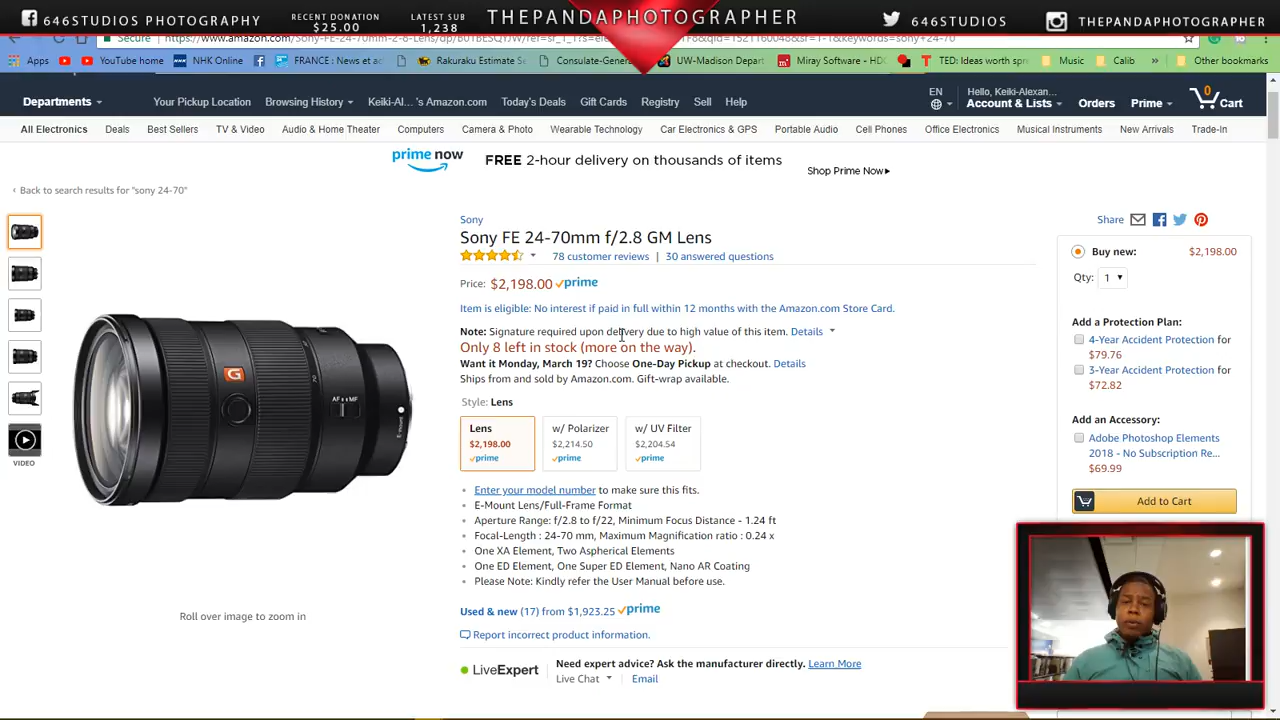 646STUDIOS PHOTOGRAPHY
RECENT DONATION
$25.00
LATEST SUB
1,238
THEPANDAPHOTOGRAPHER
646STUDIOS
THEPANDAPHOTOGRAPHER
Secure
Apps YouTube home NHK Online FRANCE : News et ac Rakuraku Estimate S Consulate-Genera UW-Madison Depart Miray Software - HDC TED: Ideas worth spre Music Calib » Other bookmarks
Departments Your Pickup Location Browsing History Keiki-Al... 's Amazon.com Today's Deals Gift Cards Registry Sell Help
EN
Hello, Keiki-Alexan...
Account & Lists Orders Prime 0 Cart
All Electronics Deals Best Sellers TV & Video Audio & Home Theater Computers Camera & Photo Wearable Technology Car Electronics & GPS Portable Audio Cell Phones Office Electronics Musical Instruments New Arrivals Trade-In
prime now FREE 2-hour delivery on thousands of items Shop Prime Now▸
‹ Back to search results for "sony 24-70"
Sony
Sony FE 24-70mm f/2.8 GM Lens
78 customer reviews | 30 answered questions
Price: $2,198.00 prime
Item is eligible: No interest if paid in full within 12 months with the Amazon.com Store Card.
Note: Signature required upon delivery due to high value of this item. Details
Only 8 left in stock (more on the way).
Want it Monday, March 19? Choose One-Day Pickup at checkout. Details
Ships from and sold by Amazon.com. Gift-wrap available.
Style: Lens
Lens
$2,198.00
prime
w/ Polarizer
$2,214.50
prime
w/ UV Filter
$2,204.54
prime
Enter your model number to make sure this fits.
E-Mount Lens/Full-Frame Format
Aperture Range: f/2.8 to f/22, Minimum Focus Distance - 1.24 ft
Focal-Length : 24-70 mm, Maximum Magnification ratio : 0.24 x
One XA Element, Two Aspherical Elements
One ED Element, One Super ED Element, Nano AR Coating
Please Note: Kindly refer the User Manual before use.
Used & new (17) from $1,923.25 prime
Report incorrect product information.
LiveExpert
Need expert advice? Ask the manufacturer directly. Learn More
Live Chat Email
VIDEO
G
AF MF
Roll over image to zoom in
Share
Buy new: $2,198.00
Qty: 1
Add a Protection Plan:
4-Year Accident Protection for
$79.76
3-Year Accident Protection for
$72.82
Add an Accessory:
Adobe Photoshop Elements
2018 - No Subscription Re...
$69.99
Add to Cart